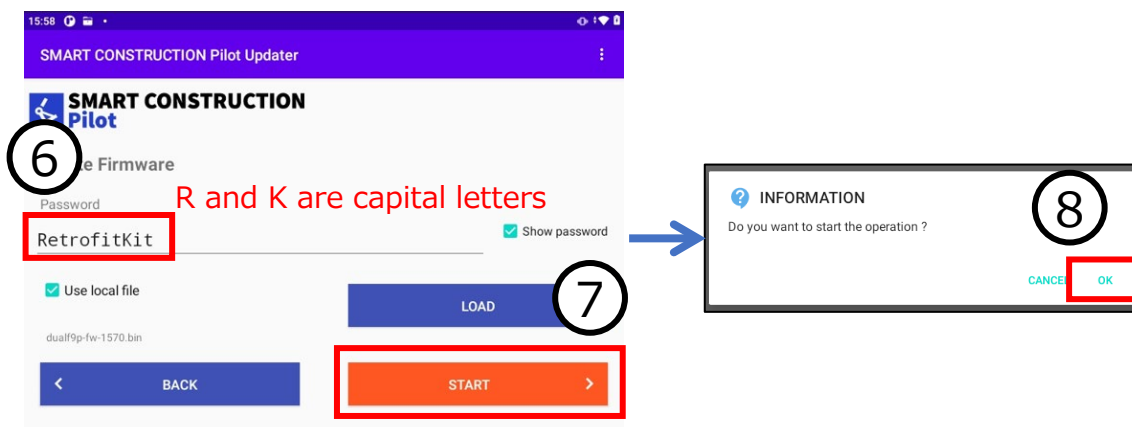 15:58
SMART CONSTRUCTION Pilot Updater
SMART CONSTRUCTION
Pilot
6
Firmware
R and K are capital letters
Password
RetrofitKit
Show password
Use local file
LOAD
7
dualf9p-fw-1570.bin
BACK
START
INFORMATION
8
Do you want to start the operation ?
CANCEL
OK